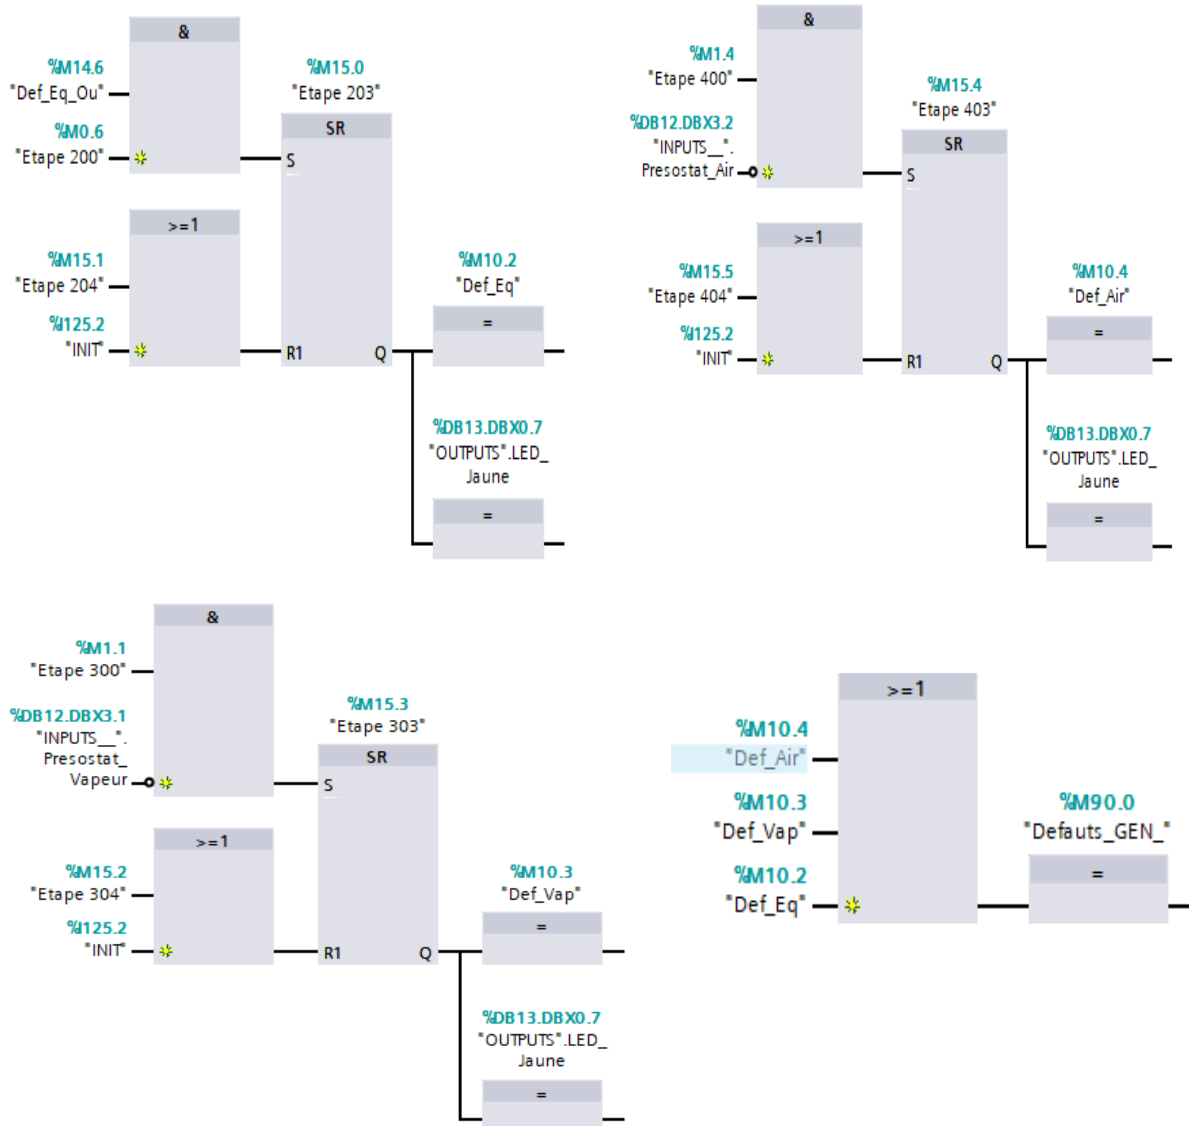 &
%M14.6
"Def_Eq_Ou"
%M0.6
"Etape 200"
%M15.0
"Etape 203"
SR
S
>=1
%M15.1
"Etape 204"
%I125.2
"INIT"
R1
Q
%M10.2
"Def_Eq"
=
%DB13.DBX0.7
"OUTPUTS".LED_
Jaune
=
&
%M1.4
"Etape 400"
%DB12.DBX3.2
"INPUTS__".
Presostat_Air
%M15.4
"Etape 403"
SR
S
>=1
%M15.5
"Etape 404"
%I125.2
"INIT"
R1
Q
%M10.4
"Def_Air"
=
%DB13.DBX0.7
"OUTPUTS".LED_
Jaune
=
&
%M1.1
"Etape 300"
%DB12.DBX3.1
"INPUTS__".
Presostat_
Vapeur
%M15.3
"Etape 303"
SR
S
>=1
%M15.2
"Etape 304"
%I125.2
"INIT"
R1
Q
%M10.3
"Def_Vap"
=
%DB13.DBX0.7
"OUTPUTS".LED_
Jaune
=
>=1
%M10.4
"Def_Air"
%M10.3
"Def_Vap"
%M10.2
"Def_Eq"
%M90.0
"Defauts_GEN_"
=